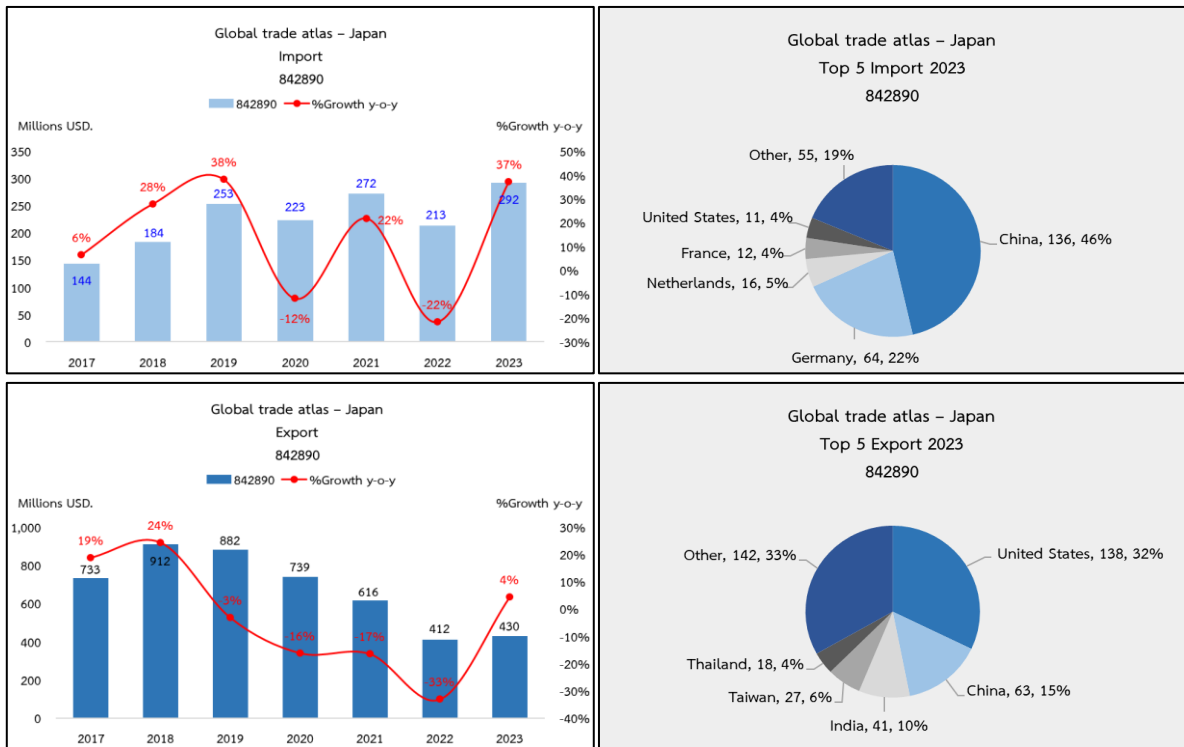 Global trade atlas – Japan
Import
842890
842890 %Growth y-o-y
Millions USD. %Growth y-o-y
350 50%
300 40%
250 30%
200 20%
150 10%
100 0%
50 -10%
0 -20%
-30%
6% 28% 38% -12% 22% -22% 37%
144 184 253 223 272 213 292
2017 2018 2019 2020 2021 2022 2023
Global trade atlas – Japan
Top 5 Import 2023
842890
Other, 55, 19%
United States, 11, 4%
China, 136, 46%
France, 12, 4%
Netherlands, 16, 5%
Germany, 64, 22%
Global trade atlas – Japan
Export
842890
842890 %Growth y-o-y
Millions USD. %Growth y-o-y
1,000 30%
800 20%
600 10%
400 0%
200 -10%
0 -20%
-30%
-40%
19% 24% -3% -16% -17% -33% 4%
733 912 882 739 616 412 430
2017 2018 2019 2020 2021 2022 2023
Global trade atlas – Japan
Top 5 Export 2023
842890
Other, 142, 33%
United States, 138, 32%
Thailand, 18, 4%
Taiwan, 27, 6%
China, 63, 15%
India, 41, 10%